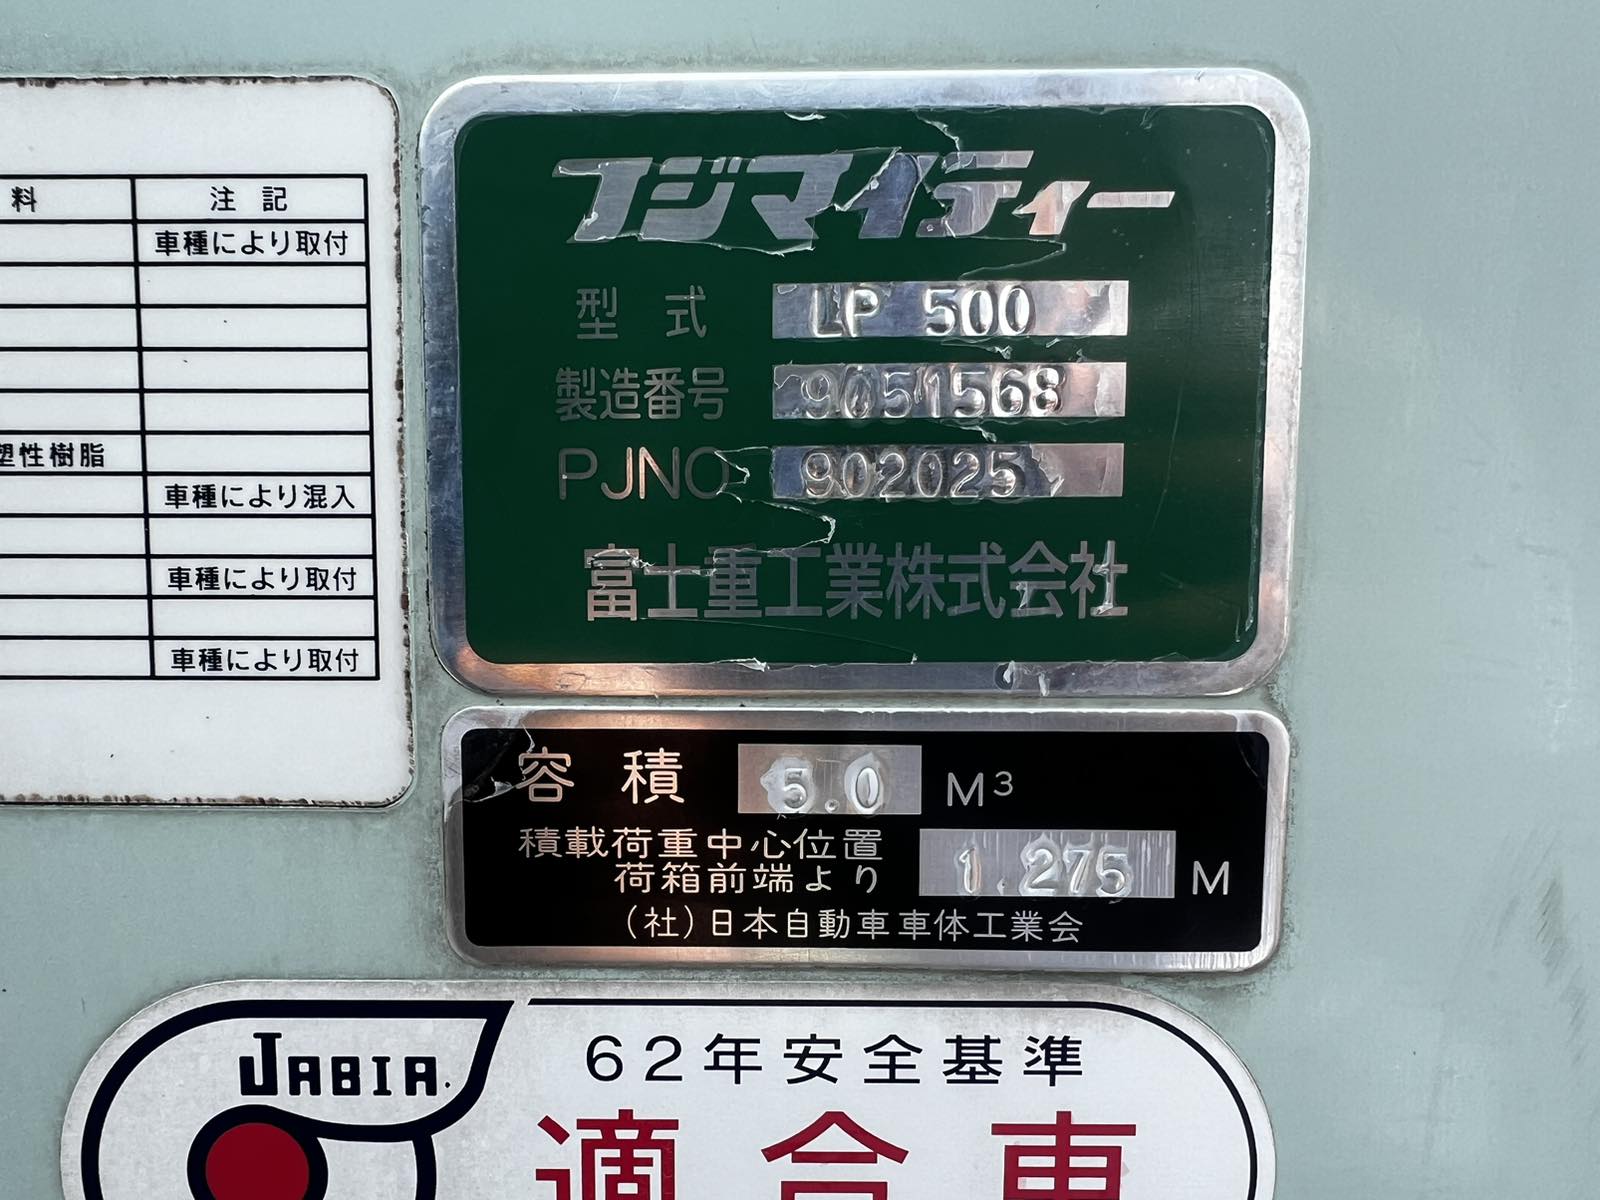 料 注記
車種により取付
塑性樹脂
車種により混入
車種により取付
車種により取付
フジマイティー
型式 LP 500
製造番号 9051568
PJNO 902025
富士重工業株式会社
容積 5.0 M³
積載荷重中心位置
荷箱前端より 1.275 M
(社)日本自動車車体工業会
JABIA
62年安全基準
適合車